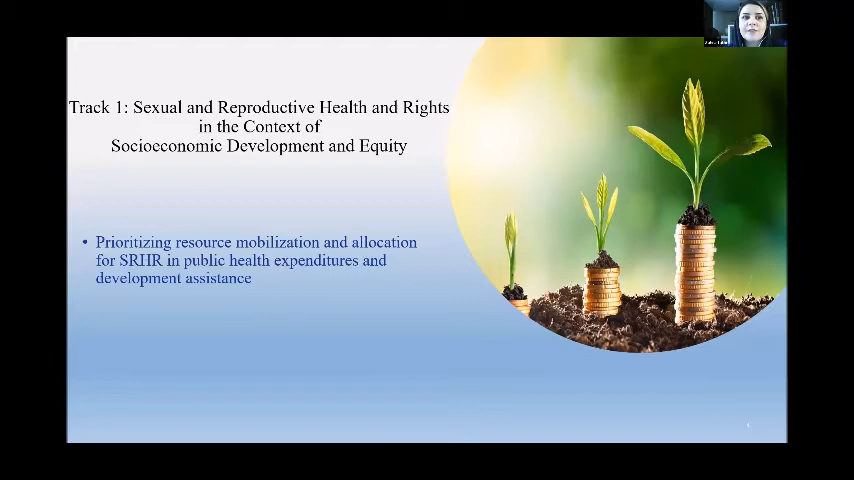 Track 1: Sexual and Reproductive Health and Rights
in the Context of
Socioeconomic Development and Equity
• Prioritizing resource mobilization and allocation
for SRHR in public health expenditures and
development assistance